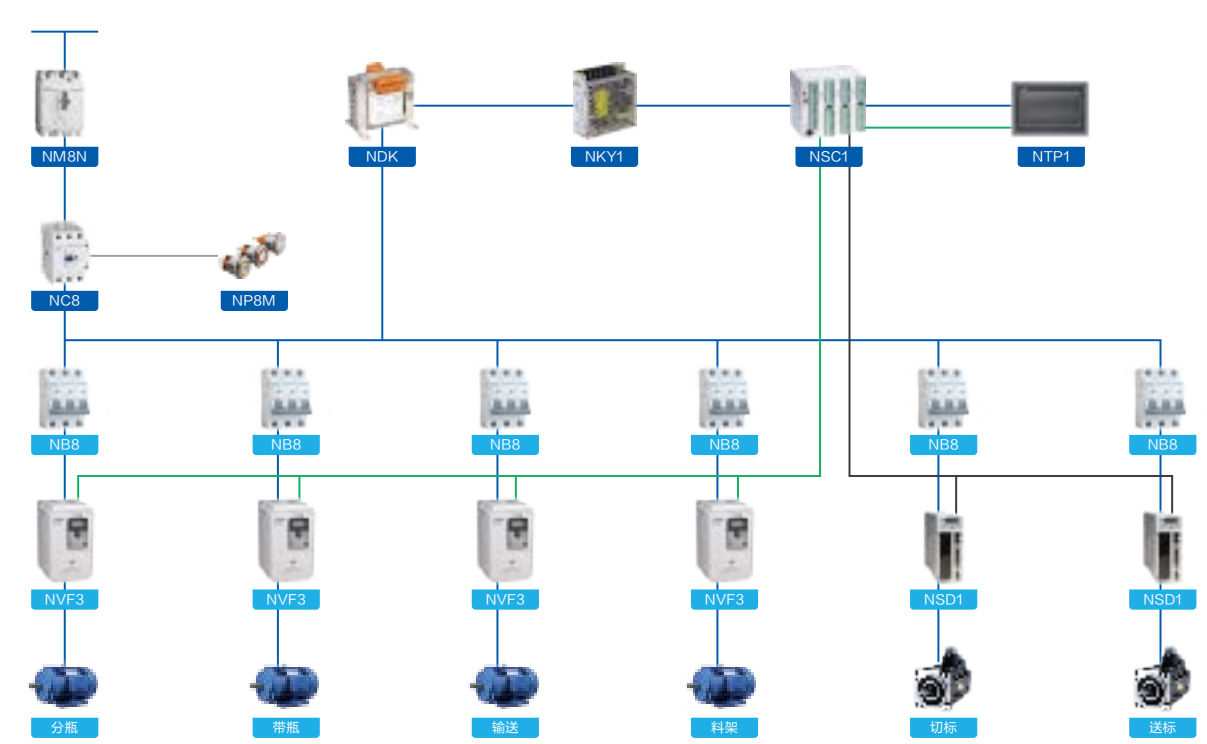 NM8N
NDK
NKY1
NSC1
NTP1
NC8
NP8M
NB8
NB8
NB8
NB8
NB8
NB8
NVF3
NVF3
NVF3
NVF3
NSD1
NSD1
分瓶
带瓶
输送
料架
切标
送标